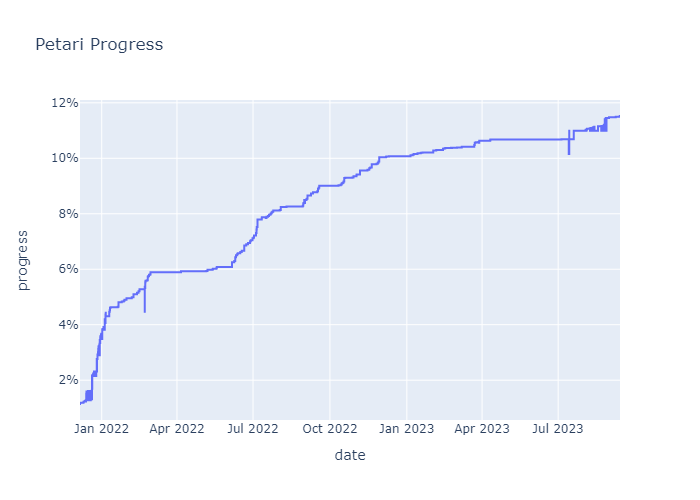 Petari Progress
12%
10%
8%
6%
4%
2%
progress
Jan 2022 Apr 2022 Jul 2022 Oct 2022 Jan 2023 Apr 2023 Jul 2023
date